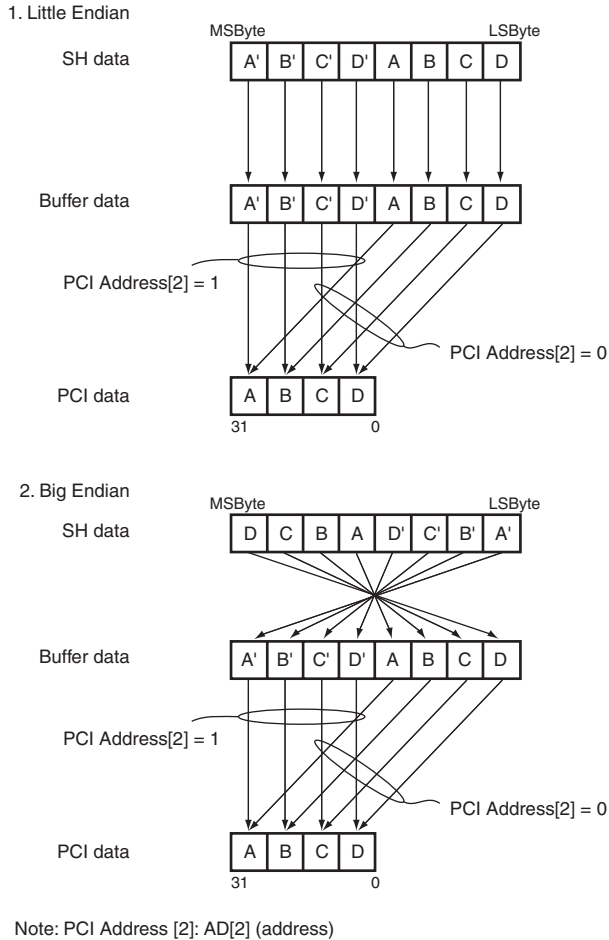 1. Little Endian
MSByte LSByte
SH data A' B' C' D' A B C D
Buffer data A' B' C' D' A B C D
PCI Address[2] = 1
PCI Address[2] = 0
PCI data A B C D
31 0
2. Big Endian
MSByte LSByte
SH data D C B A D' C' B' A'
Buffer data A' B' C' D' A B C D
PCI Address[2] = 1
PCI Address[2] = 0
PCI data A B C D
31 0
Note: PCI Address [2]: AD[2] (address)